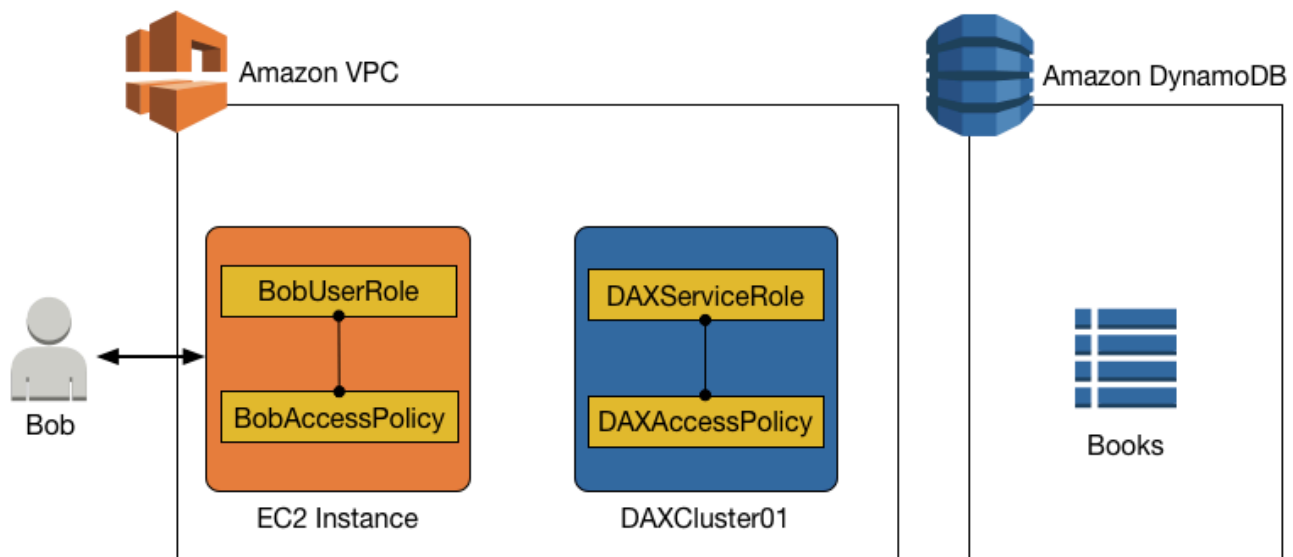 Amazon VPC
Amazon DynamoDB
BobUserRole
DAXServiceRole
BobAccessPolicy
DAXAccessPolicy
Bob
Books
EC2 Instance
DAXCluster01